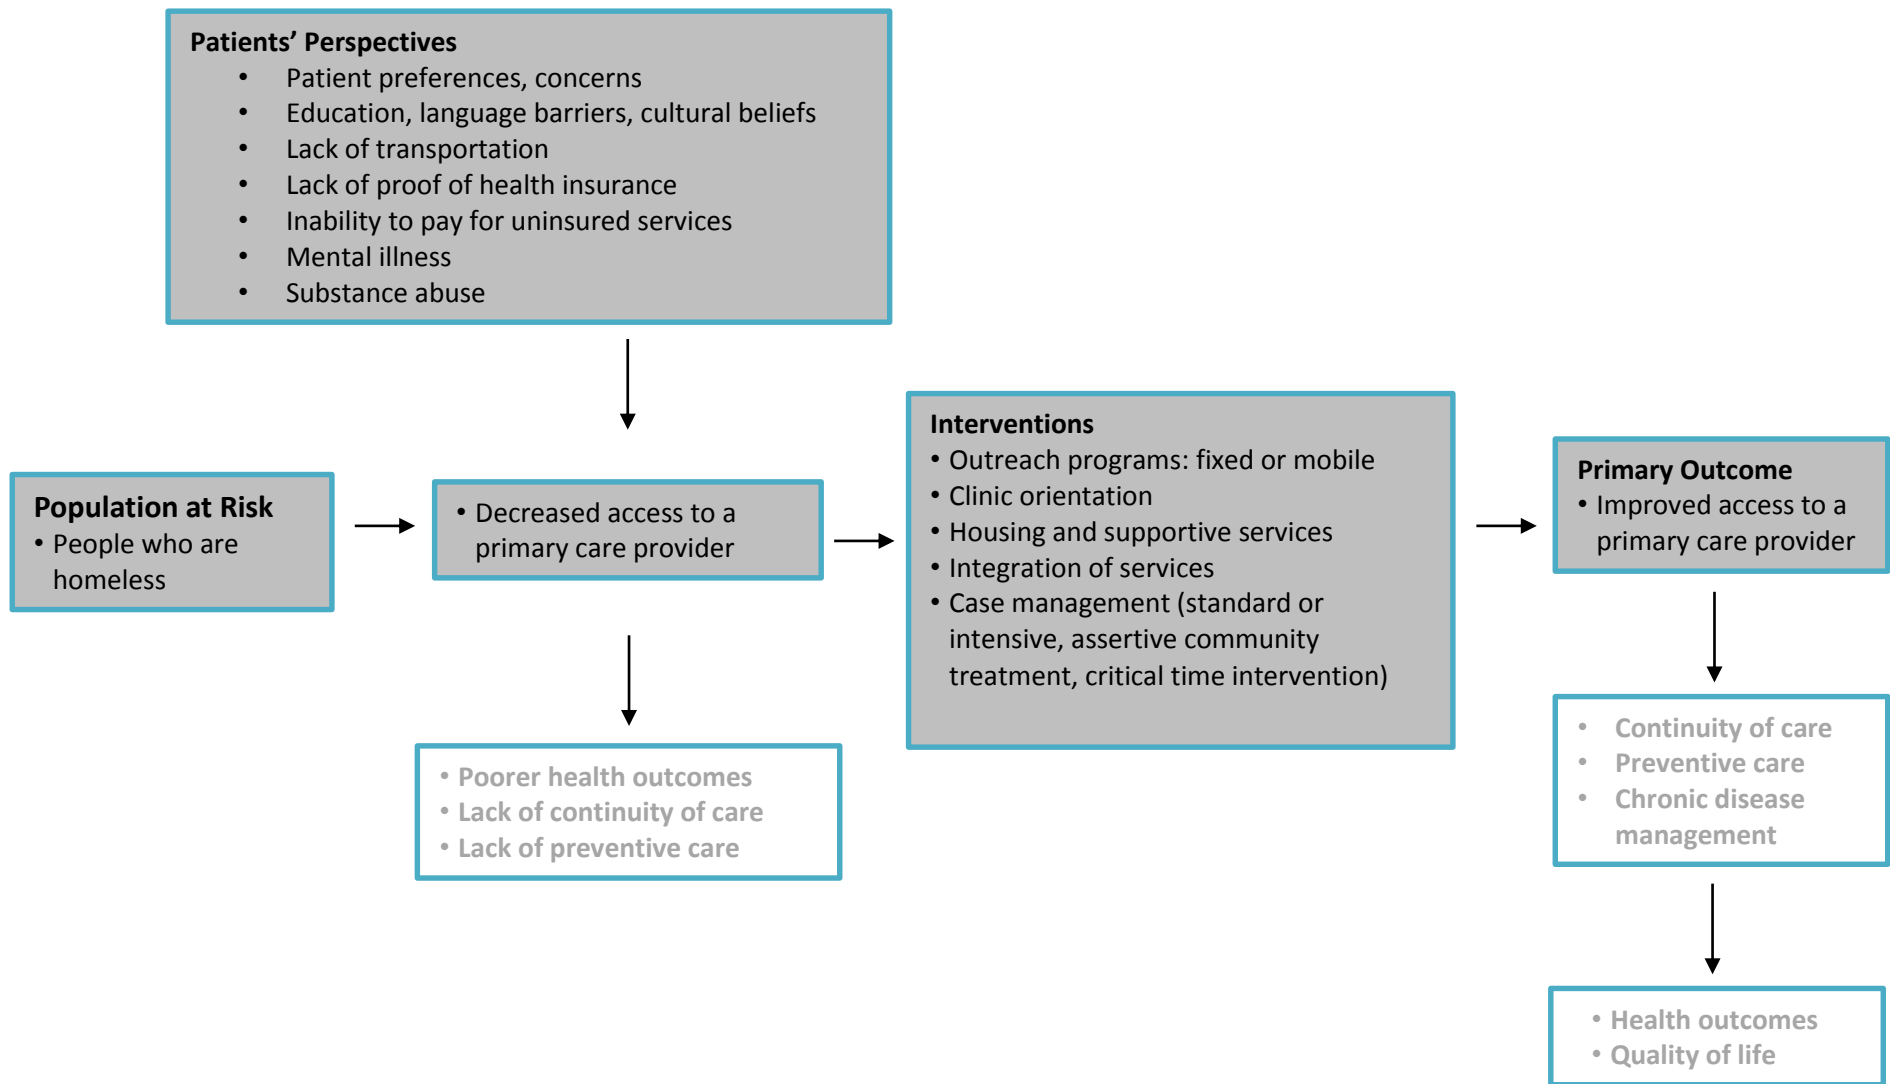 Patients’ Perspectives
• Patient preferences, concerns
• Education, language barriers, cultural beliefs
• Lack of transportation
• Lack of proof of health insurance
• Inability to pay for uninsured services
• Mental illness
• Substance abuse
Population at Risk
• People who are
homeless
• Decreased access to a
primary care provider
Interventions
• Outreach programs: fixed or mobile
• Clinic orientation
• Housing and supportive services
• Integration of services
• Case management (standard or
intensive, assertive community
treatment, critical time intervention)
Primary Outcome
• Improved access to a
primary care provider
• Poorer health outcomes
• Lack of continuity of care
• Lack of preventive care
• Continuity of care
• Preventive care
• Chronic disease
management
• Health outcomes
• Quality of life